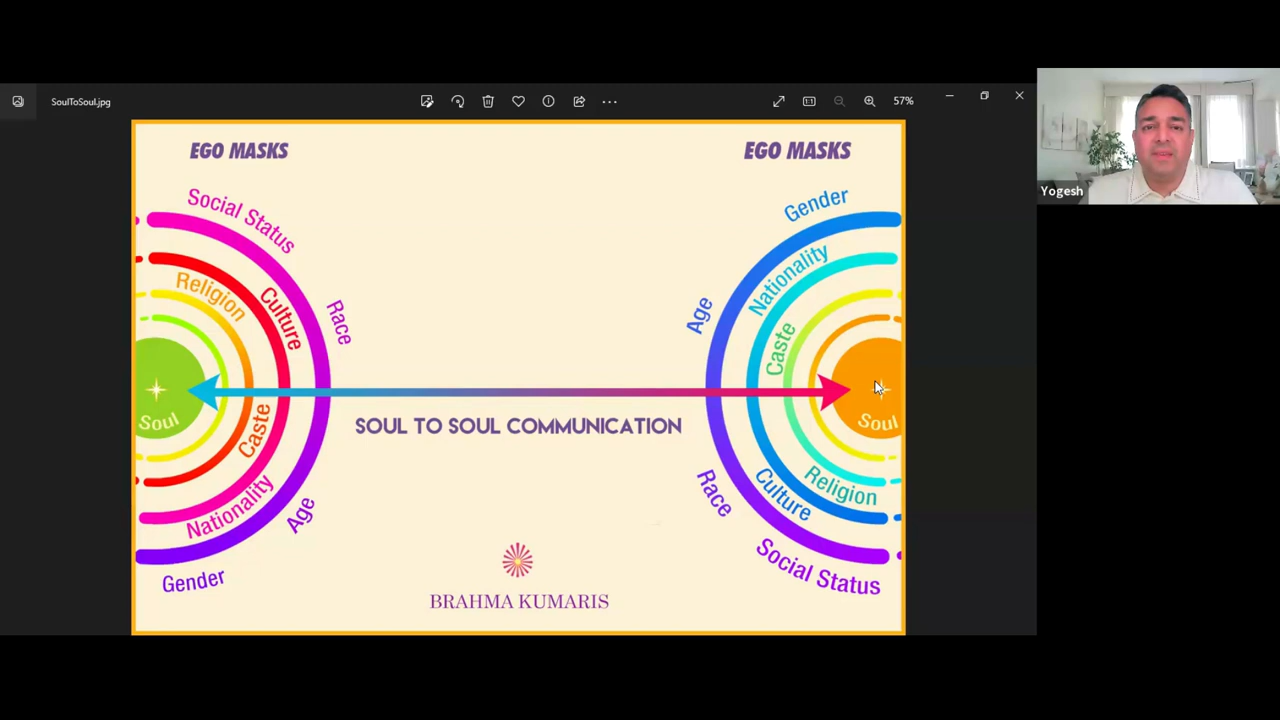 SoulToSoul.jpg
57%
Yogesh
EGO MASKS
EGO MASKS
Social Status
Religion
Culture
Race
Soul
Caste
Nationality
Age
Gender
Gender
Nationality
Age
Caste
Soul
Race
Culture
Religion
Social Status
SOUL TO SOUL COMMUNICATION
BRAHMA KUMARIS